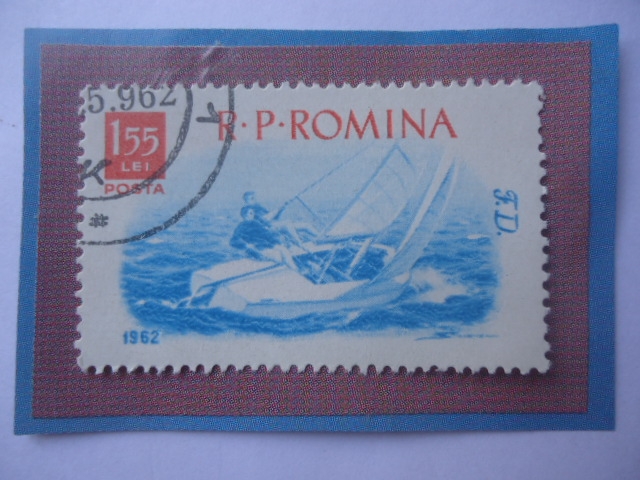 5.962
R·P·ROMINA
1.55
LEI
POSTA
K
*
F.D.
1962